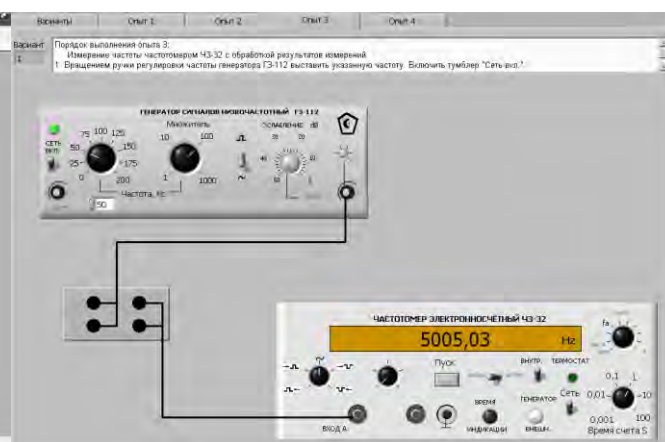 Варианты Опыт 1 Опыт 2 Опыт 3 Опыт 4
Вариант
1
Порядок выполнения опыта 3:
Измерение частоты частотомером Ч3-32 с обработкой результатов измерений.
1. Вращением ручки регулировки частоты генератора Г3-112 выставить указанную частоту. Включить тумблер "Сеть вкл.".
ГЕНЕРАТОР СИГНАЛОВ НИЗКОЧАСТОТНЫЙ Г3-112
Множитель
ОСЛАБЛЕНИЕ dB
СЕТЬ
ВКЛ.
0 25 50 75 100 125 150 175 200
1 10 100 1000
Частота, Гц
50
ЧАСТОТОМЕР ЭЛЕКТРОННОСЧЁТНЫЙ Ч3-32
5005,03 Hz
Пуск
ВНУТР.
ТЕРМОСТАТ
ВРЕМЯ
ИНДИКАЦИИ
ГЕНЕРАТОР
ВНЕШН.
Сеть
0,1 1
0,01 10
0,001 100
Время счета S
ВХОД А